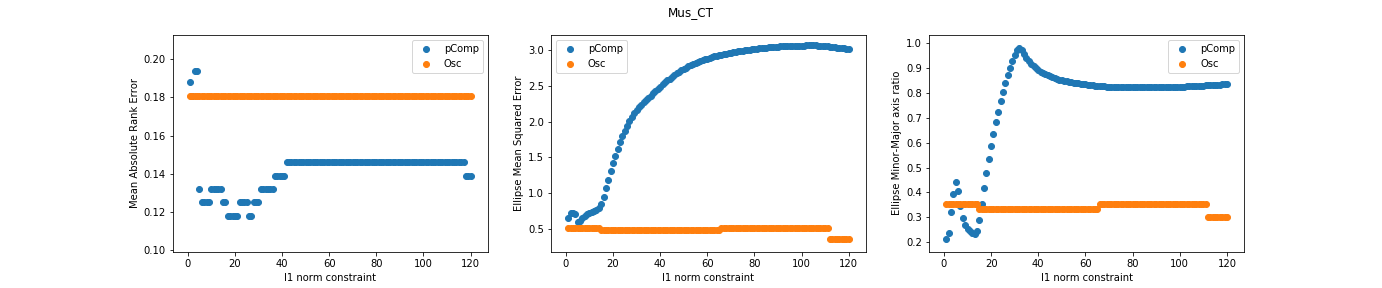 Mus_CT
Mean Absolute Rank Error
0.20
0.18
0.16
0.14
0.12
0.10
pComp
Osc
0 20 40 60 80 100 120
l1 norm constraint
Ellipse Mean Squared Error
3.0
2.5
2.0
1.5
1.0
0.5
pComp
Osc
0 20 40 60 80 100 120
l1 norm constraint
Ellipse Minor-Major axis ratio
1.0
0.9
0.8
0.7
0.6
0.5
0.4
0.3
0.2
pComp
Osc
0 20 40 60 80 100 120
l1 norm constraint